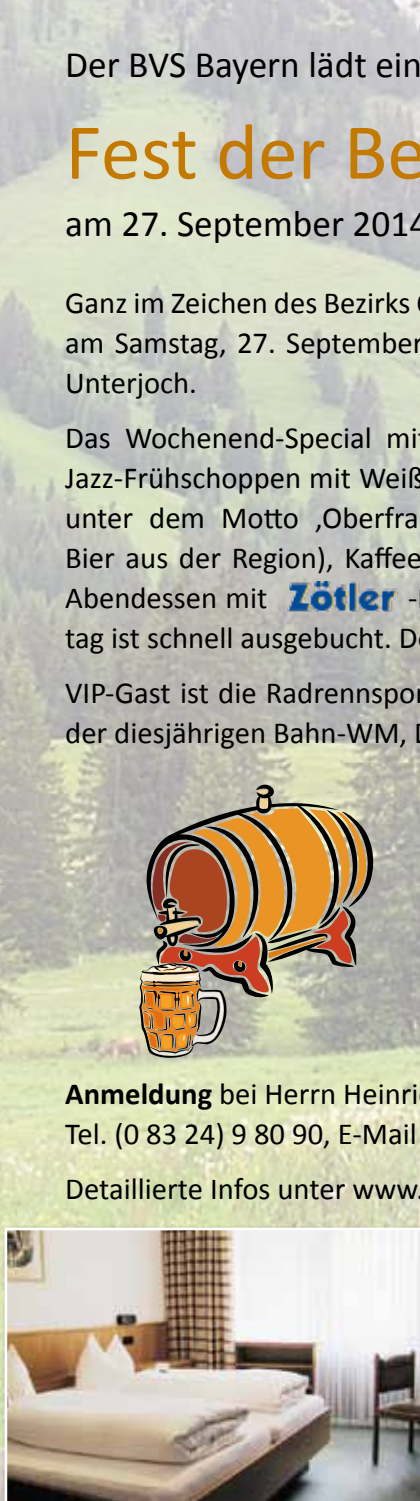 Der BVS Bayern lädt ein
Fest der Be
am 27. September 2014
Ganz im Zeichen des Bezirks
am Samstag, 27. September
Unterjoch.
Das Wochenend-Special mit
Jazz-Frühschoppen mit Weiß
unter dem Motto ‚Oberfra
Bier aus der Region), Kaffee
Abendessen mit Zötler -
tag ist schnell ausgebucht. De
VIP-Gast ist die Radrennspor
der diesjährigen Bahn-WM, D
Anmeldung bei Herrn Heinri
Tel. (0 83 24) 9 80 90, E-Mail
Detaillierte Infos unter www.